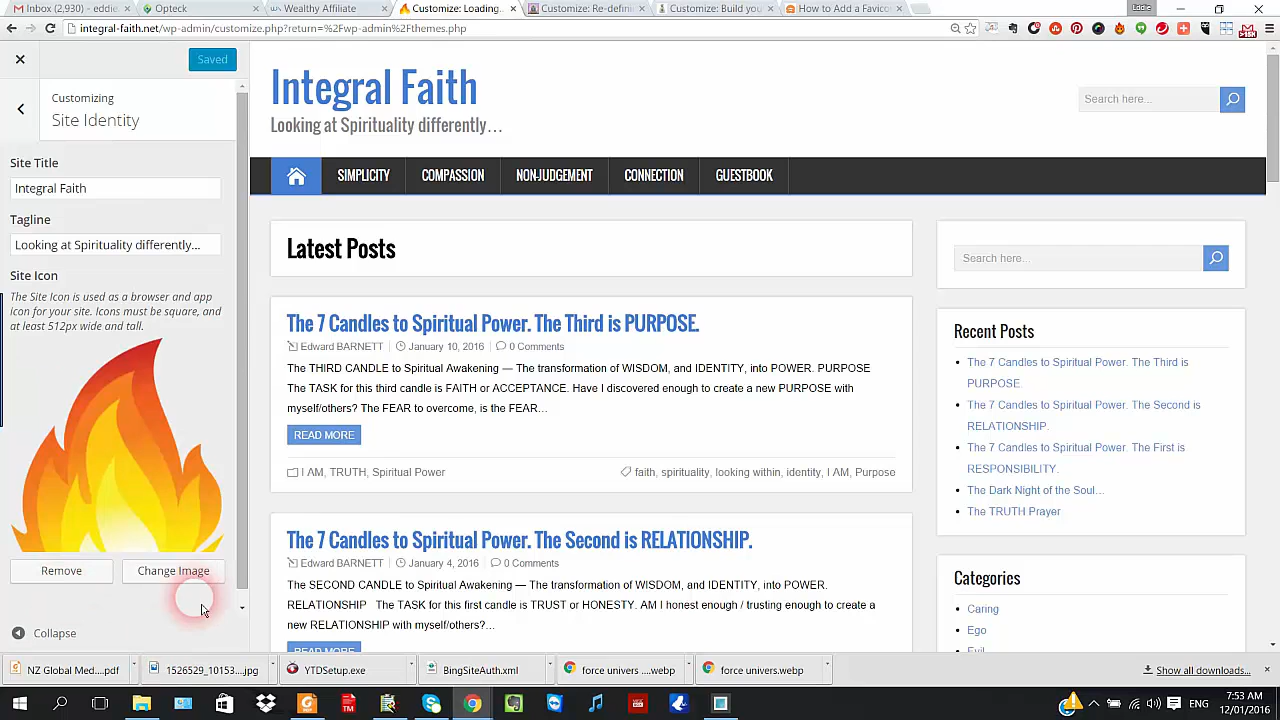 Inbox (2,930) - eddie.
Opteck
Wealthy Affiliate
Customize: Loading.
Customize: Re-defin
Customize: Build you
How to Add a Favico
Eddie
integral-faith.net/wp-admin/customize.php?return=%2Fwp-admin%2Fthemes.php
Saved
Customizing
Site Identity
Site Title
Integral Faith
Tagline
Looking at Spirituality differently...
Site Icon
The Site Icon is used as a browser and app
icon for your site. Icons must be square, and
at least 512px wide and tall.
Remove
Change Image
Collapse
Integral Faith
Looking at Spirituality differently…
Search here...
SIMPLICITY
COMPASSION
NON-JUDGEMENT
CONNECTION
GUESTBOOK
Latest Posts
The 7 Candles to Spiritual Power. The Third is PURPOSE.
Edward BARNETT
January 10, 2016
0 Comments
The THIRD CANDLE to Spiritual Awakening — The transformation of WISDOM, and IDENTITY, into POWER. PURPOSE
The TASK for this third candle is FAITH or ACCEPTANCE. Have I discovered enough to create a new PURPOSE with
myself/others? The FEAR to overcome, is the FEAR…
READ MORE
I AM, TRUTH, Spiritual Power
faith, spirituality, looking within, identity, I AM, Purpose
The 7 Candles to Spiritual Power. The Second is RELATIONSHIP.
Edward BARNETT
January 4, 2016
0 Comments
The SECOND CANDLE to Spiritual Awakening — The transformation of WISDOM, and IDENTITY, into POWER.
RELATIONSHIP The TASK for this first candle is TRUST or HONESTY. AM I honest enough / trusting enough to create a
new RELATIONSHIP with myself/others?…
READ MORE
Search here...
Recent Posts
The 7 Candles to Spiritual Power. The Third is
PURPOSE.
The 7 Candles to Spiritual Power. The Second is
RELATIONSHIP.
The 7 Candles to Spiritual Power. The First is
RESPONSIBILITY.
The Dark Night of the Soul…
The TRUTH Prayer
Categories
Caring
Ego
Evil
NZ Global Med....pdf
1526529_10153....jpg
YTDSetup.exe
BingSiteAuth.xml
force univers ....webp
force univers.webp
Show all downloads...
ENG
7:53 AM
12/01/2016